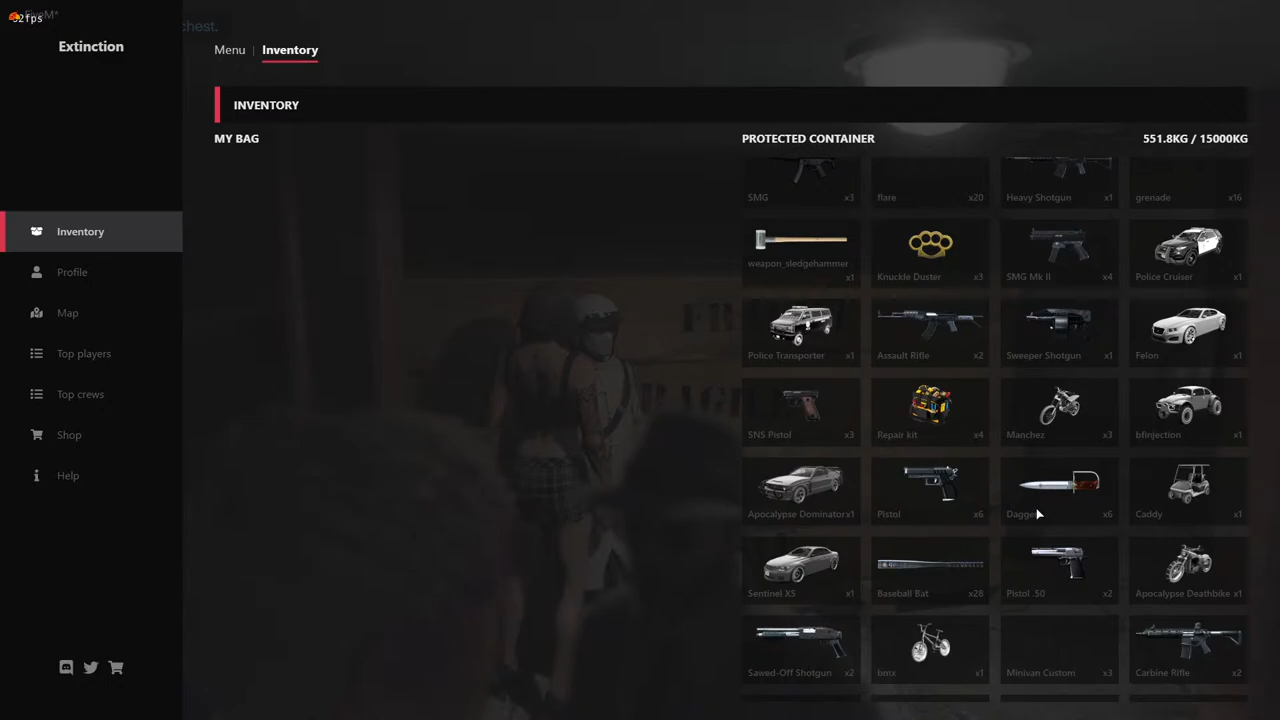 FiveM*
52fps
chest.
Extinction
Menu | Inventory
INVENTORY
MY BAG
PROTECTED CONTAINER 551.8KG / 15000KG
SMG x3
flare x20
Heavy Shotgun x1
grenade x16
weapon_sledgehammer
x1
Knuckle Duster x3
SMG Mk II x4
Police Cruiser x1
Police Transporter x1
Assault Rifle x2
Sweeper Shotgun x1
Felon x1
SNS Pistol x3
Repair kit x4
Manchez x3
bfinjection x1
Apocalypse Dominator x1
Pistol x6
Dagger x6
Caddy x1
Sentinel XS x1
Baseball Bat x28
Pistol .50 x2
Apocalypse Deathbike x1
Sawed-Off Shotgun x2
bmx x1
Minivan Custom x3
Carbine Rifle x2
Inventory
Profile
Map
Top players
Top crews
Shop
Help